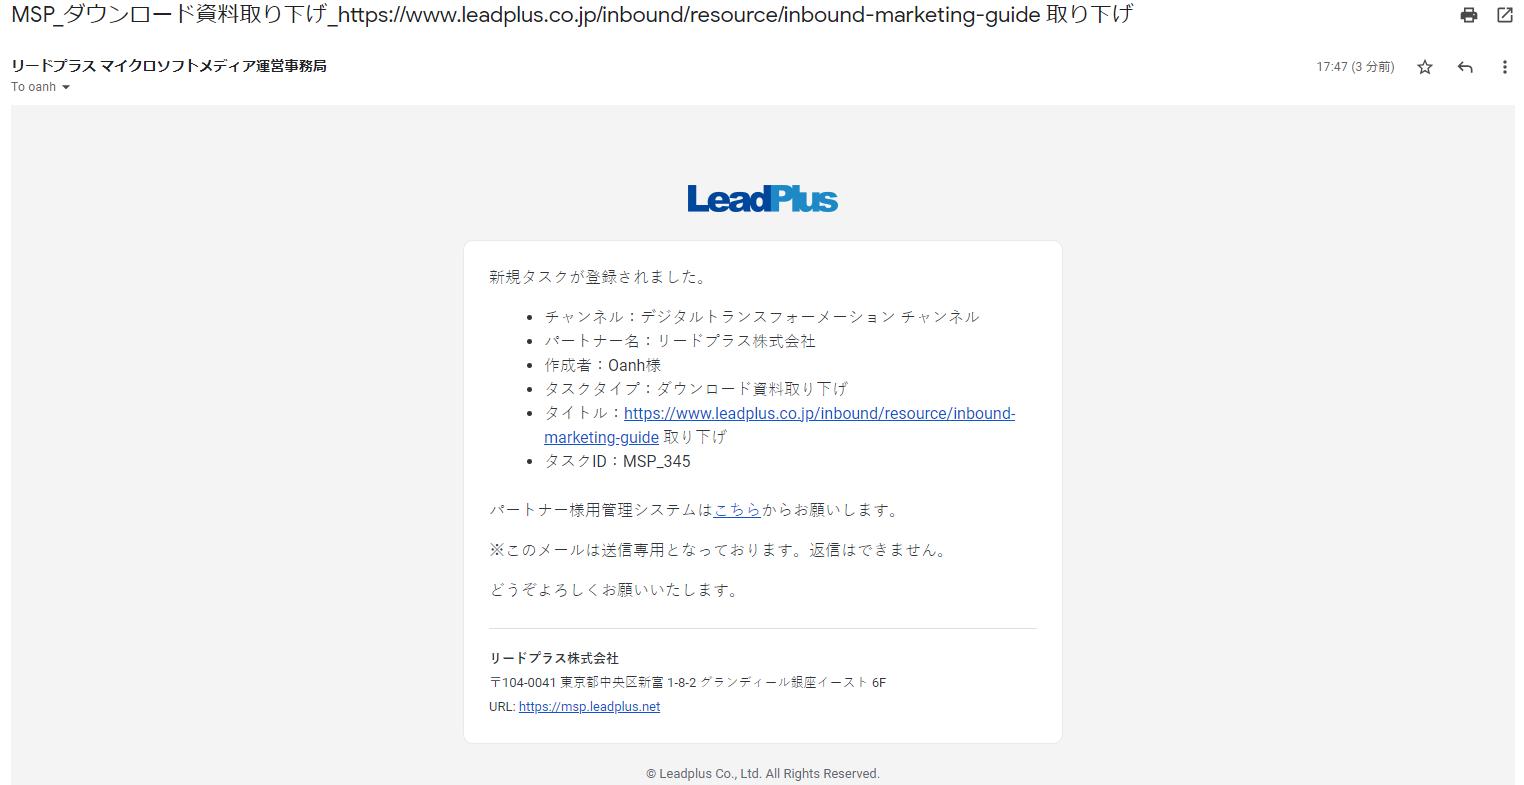 MSP_ダウンロード資料取り下げ_https://www.leadplus.co.jp/inbound/resource/inbound-marketing-guide 取り下げ
リードプラス マイクロソフトメディア運営事務局
17:47 (3 分前)
To oanh
LeadPlus
新規タスクが登録されました。
• チャンネル：デジタルトランスフォーメーション チャンネル
• パートナー名：リードプラス株式会社
• 作成者：Oanh様
• タスクタイプ：ダウンロード資料取り下げ
• タイトル：https://www.leadplus.co.jp/inbound/resource/inbound-
marketing-guide 取り下げ
• タスクID：MSP_345
パートナー様用管理システムはこちらからお願いします。
※このメールは送信専用となっております。返信はできません。
どうぞよろしくお願いいたします。
リードプラス株式会社
〒104-0041 東京都中央区新富 1-8-2 グランディール銀座イースト 6F
URL: https://msp.leadplus.net
© Leadplus Co., Ltd. All Rights Reserved.